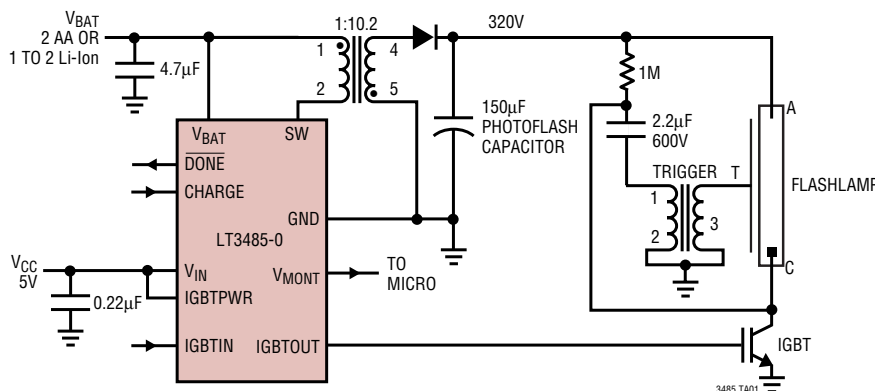 VBAT
2 AA OR
1 TO 2 Li-Ion
4.7µF
1:10.2
1
4
2
5
320V
150µF
PHOTOFLASH
CAPACITOR
1M
2.2µF
600V
TRIGGER
T
1
2
3
A
FLASHLAMP
C
VBAT
SW
DONE
CHARGE
GND
LT3485-0
VCC
5V
VIN
VMONT
TO
MICRO
0.22µF
IGBTPWR
IGBTIN
IGBTOUT
IGBT
3485 TA01